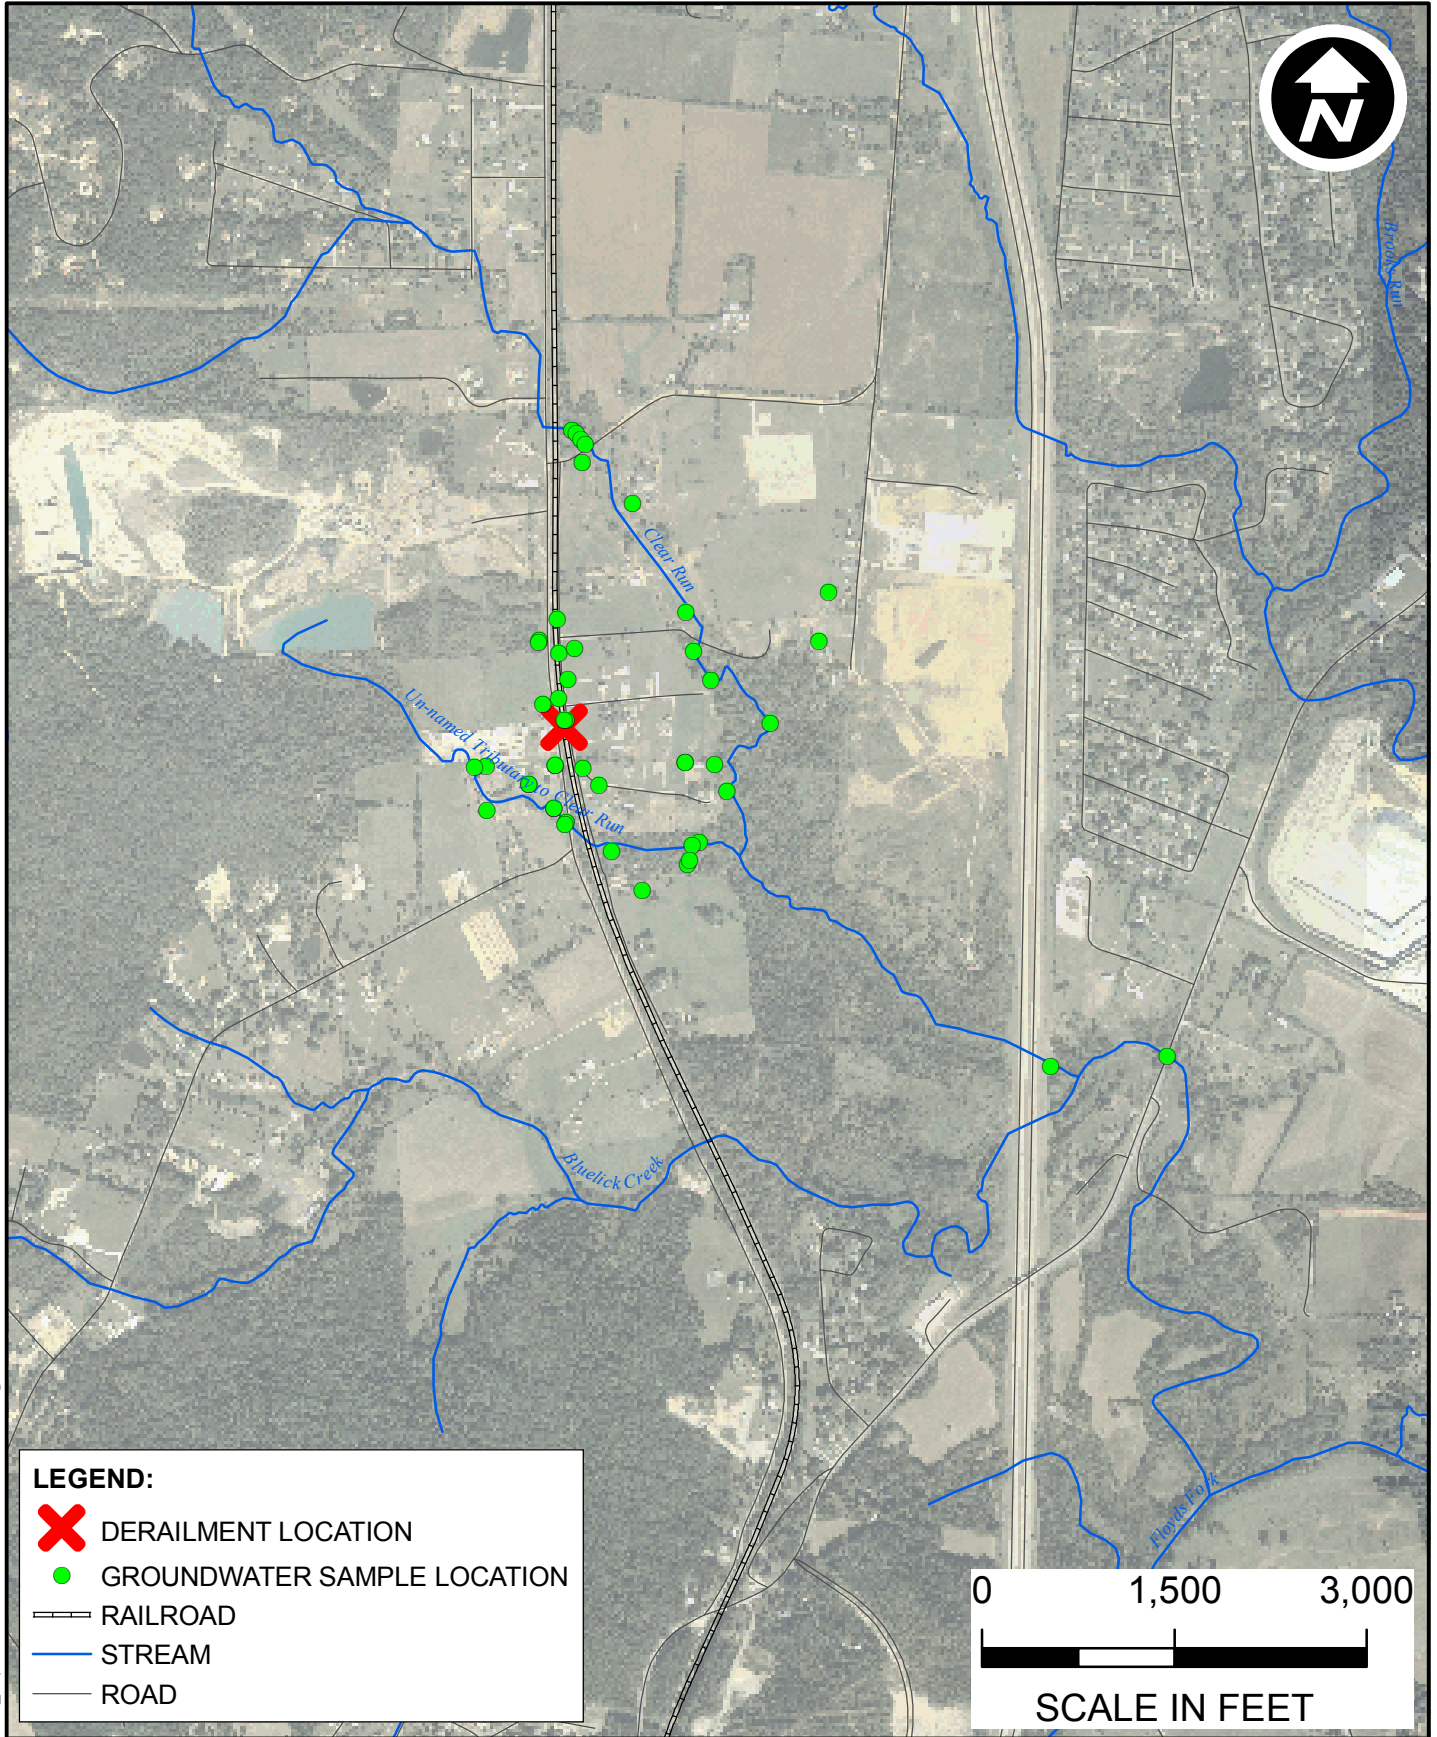 N
Brooks Run
Clear Run
Un-named Tributary to Clear Run
Bluelick Creek
Floyds Fork
LEGEND:
DERAILMENT LOCATION
GROUNDWATER SAMPLE LOCATION
RAILROAD
STREAM
ROAD
0 1,500 3,000
SCALE IN FEET